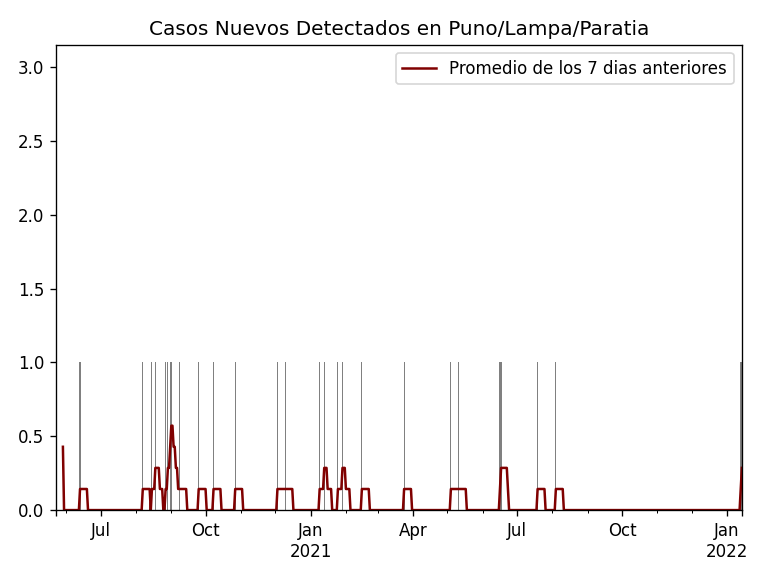 Casos Nuevos Detectados en Puno/Lampa/Paratia
Promedio de los 7 dias anteriores
3.0
2.5
2.0
1.5
1.0
0.5
0.0
Jul Oct Jan Apr Jul Oct Jan
2021 2022